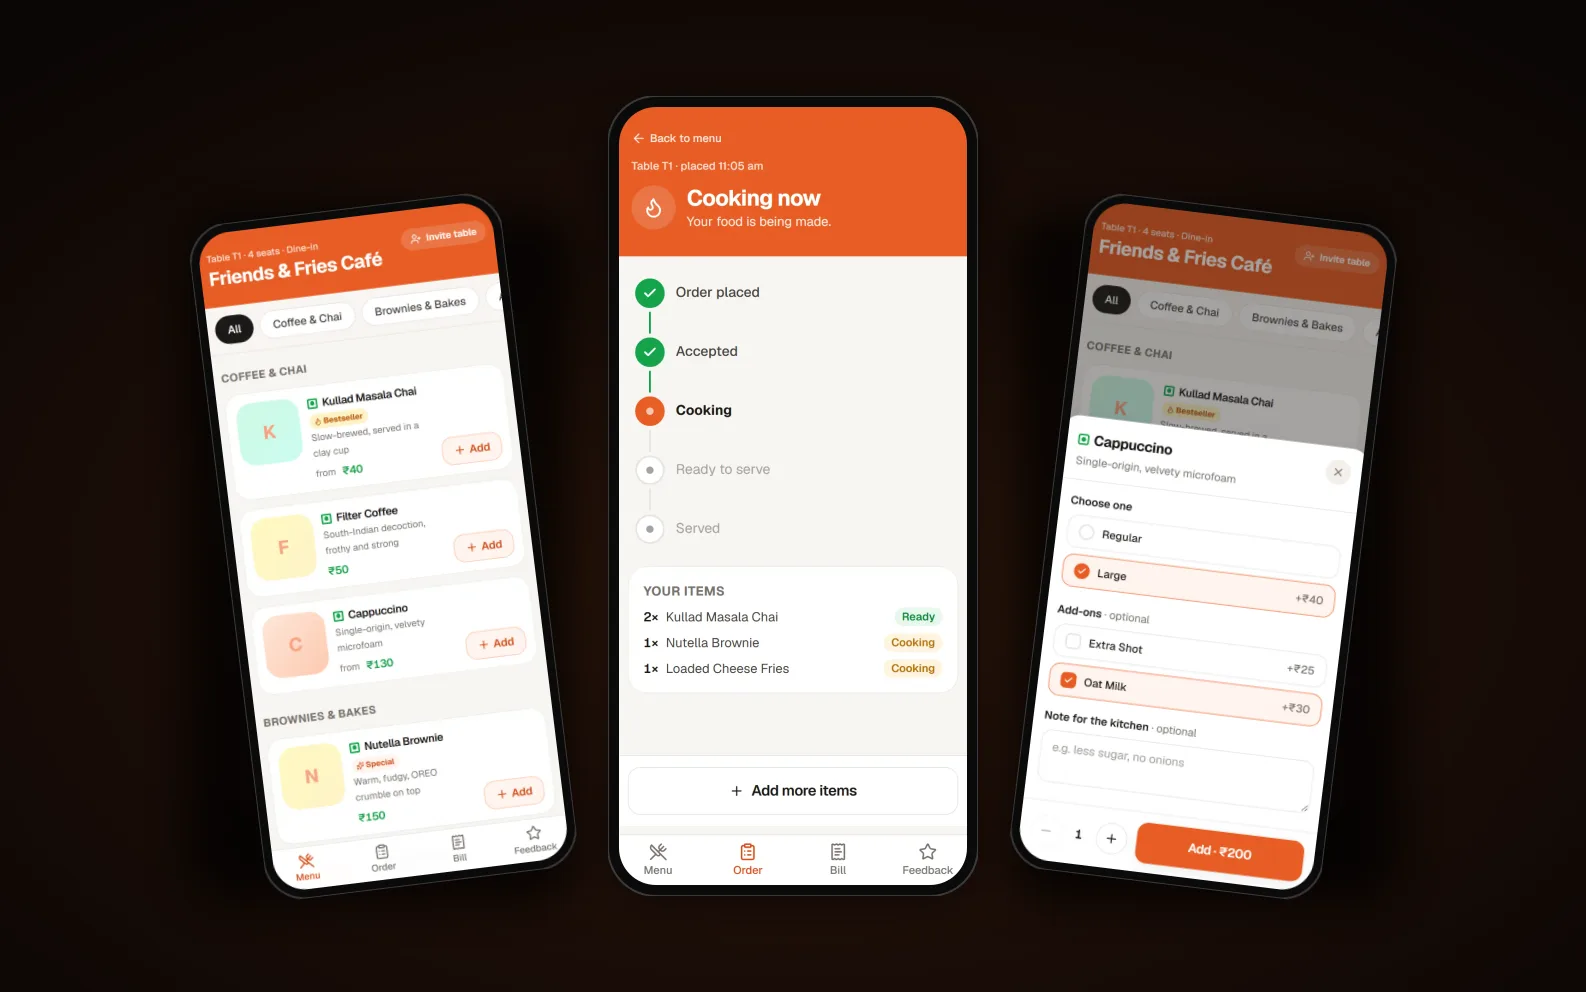 Table T1 · 4 seats · Dine-in
Invite table
Friends & Fries Café
All
Coffee & Chai
Brownies & Bakes
COFFEE & CHAI
K
Kullad Masala Chai
Bestseller
Slow-brewed, served in a
clay cup
from ₹40
+ Add
F
Filter Coffee
South-Indian decoction,
frothy and strong
₹50
+ Add
C
Cappuccino
Single-origin, velvety
microfoam
from ₹130
+ Add
BROWNIES & BAKES
N
Nutella Brownie
Special
Warm, fudgy, OREO
crumble on top
₹150
+ Add
Menu
Order
Bill
Feedback
← Back to menu
Table T1 · placed 11:05 am
Cooking now
Your food is being made.
Order placed
Accepted
Cooking
Ready to serve
Served
YOUR ITEMS
2× Kullad Masala Chai Ready
1× Nutella Brownie Cooking
1× Loaded Cheese Fries Cooking
+ Add more items
Menu
Order
Bill
Feedback
Table T1 · 4 seats · Dine-in
Invite table
Friends & Fries Café
All
Coffee & Chai
Brownies & Bakes
COFFEE & CHAI
K
Kullad Masala Chai
Bestseller
Slow-brewed, served in a
Cappuccino
Single-origin, velvety microfoam
Choose one
Regular
Large +₹40
Add-ons · optional
Extra Shot +₹25
Oat Milk +₹30
Note for the kitchen · optional
e.g. less sugar, no onions
− 1 +
Add · ₹200